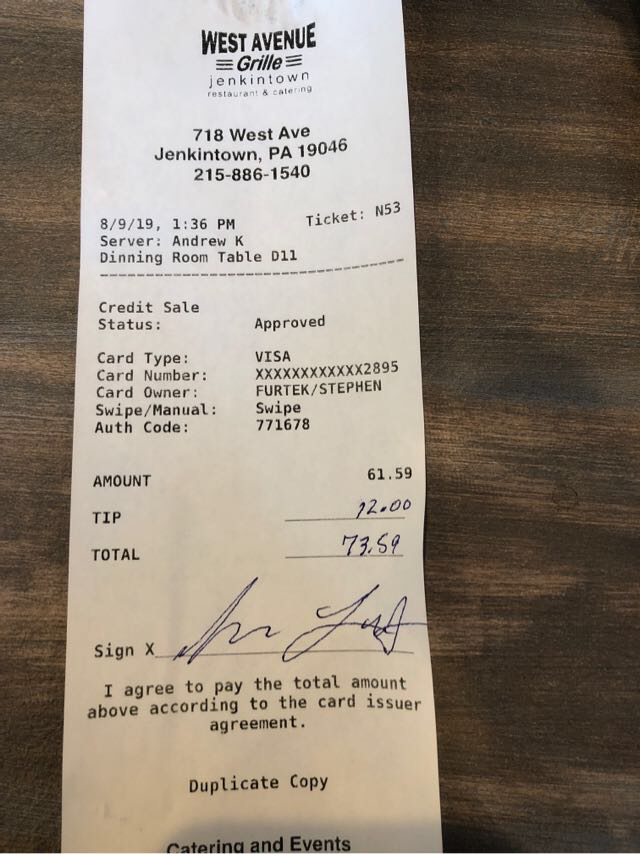 WEST AVENUE
Grille
jenkintown
restaurant & catering
718 West Ave
Jenkintown, PA 19046
215-886-1540
8/9/19, 1:36 PM Ticket: N53
Server: Andrew K
Dinning Room Table D11
Credit Sale
Status: Approved
Card Type: VISA
Card Number: XXXXXXXXXXXX2895
Card Owner: FURTEK/STEPHEN
Swipe/Manual: Swipe
Auth Code: 771678
AMOUNT 61.59
TIP 12.00
TOTAL 73.59
Sign X
I agree to pay the total amount
above according to the card issuer
agreement.
Duplicate Copy
Catering and Events